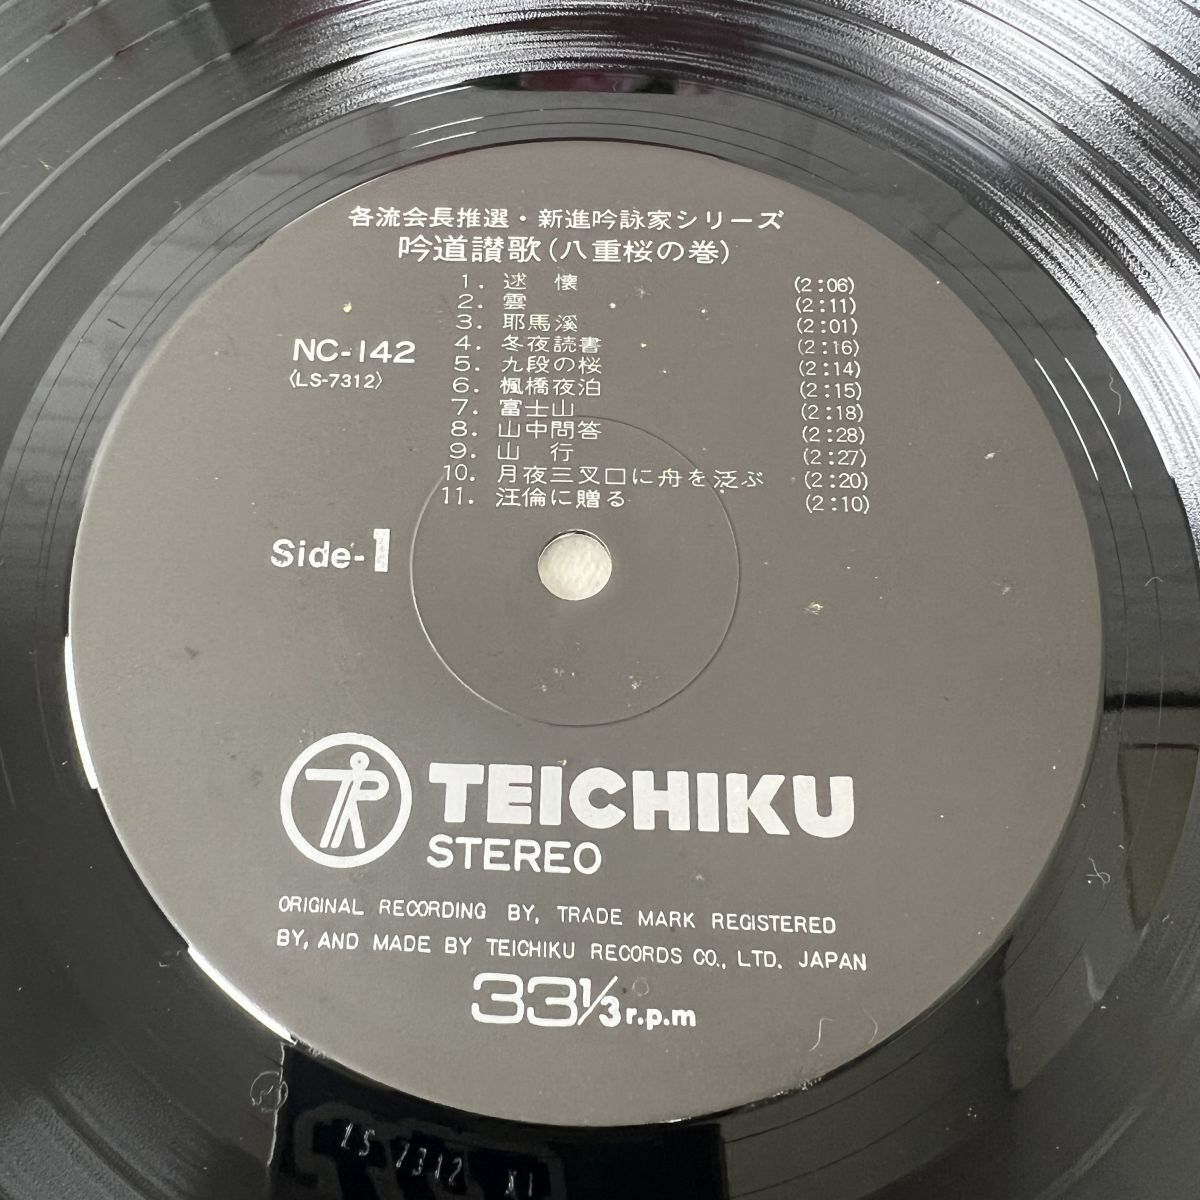 各流会長推選・新進吟詠家シリーズ
吟道讃歌(八重桜の巻)
1. 述 懐 (2:06)
2. 雲 (2:11)
3. 耶馬溪 (2:01)
4. 冬夜読書 (2:16)
5. 九段の桜 (2:14)
6. 楓橋夜泊 (2:15)
7. 富士山 (2:18)
8. 山中問答 (2:28)
9. 山 行 (2:27)
10. 月夜三叉口に舟を泛ぶ (2:20)
11. 汪倫に贈る (2:10)
NC-142
〈LS-7312〉
Side-1
TEICHIKU
STEREO
ORIGINAL RECORDING BY, TRADE MARK REGISTERED
BY, AND MADE BY TEICHIKU RECORDS CO., LTD. JAPAN
33⅓ r.p.m
LS 7312 X1